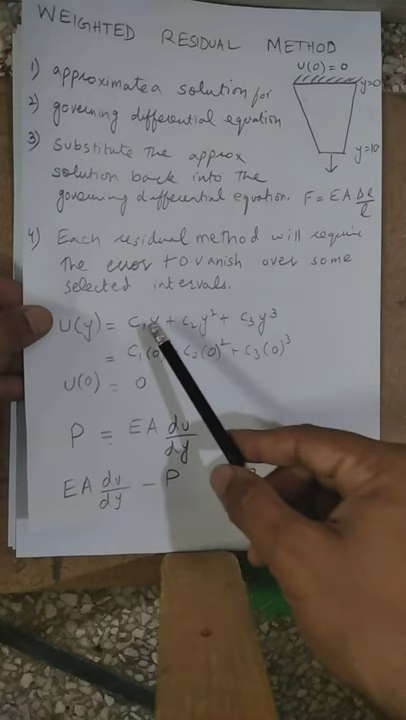 WEIGHTED RESIDUAL METHOD
U(0) = 0
1) approximate a solution for
y=0
2) governing differential equation
3) Substitute the approx
y=10
solution back into the
governing differential equation. F = EA Δl/l
4) Each residual method will require
the error to vanish over some
selected intervals.
U(y) = C₁y + C₂y² + C₃y³
= C₁(0) C₂(0)² + C₃(0)³
U(0) = 0
P = EA du/dy
EA du/dy - P